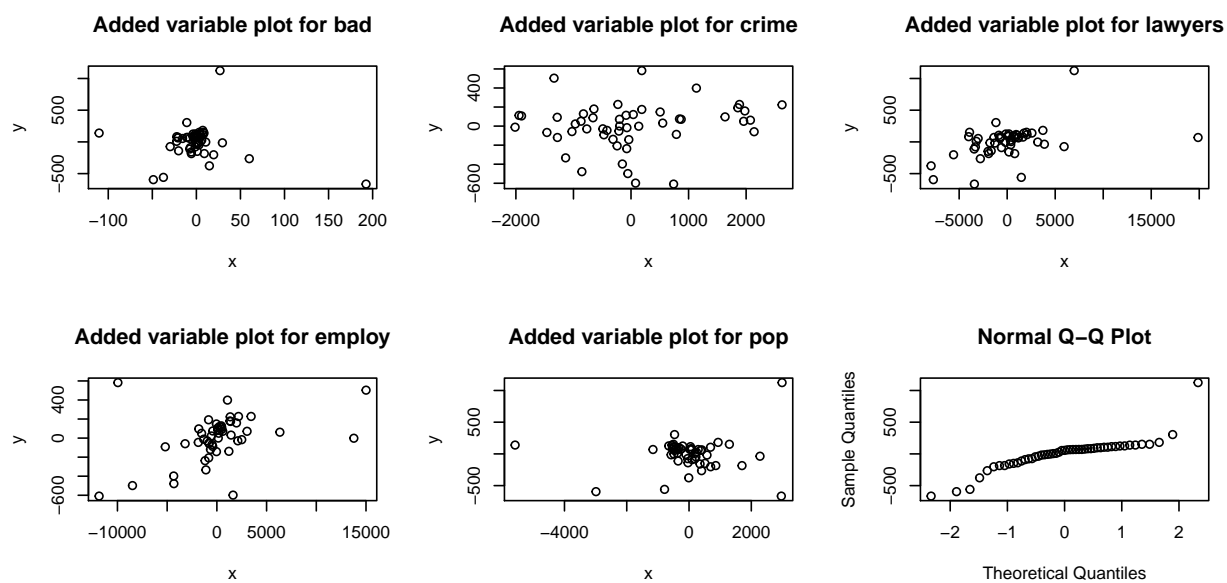 Added variable plot for bad
y
−500
500
−100
0
50
100
150
200
x
Added variable plot for crime
y
−600
0
400
−2000
−1000
0
1000
2000
x
Added variable plot for lawyers
y
−500
500
−5000
0
5000
15000
x
Added variable plot for employ
y
−600
0
400
−10000
0
5000
15000
x
Added variable plot for pop
y
−500
500
−4000
−2000
0
2000
x
Normal Q−Q Plot
Sample Quantiles
−500
500
−2
−1
0
1
2
Theoretical Quantiles